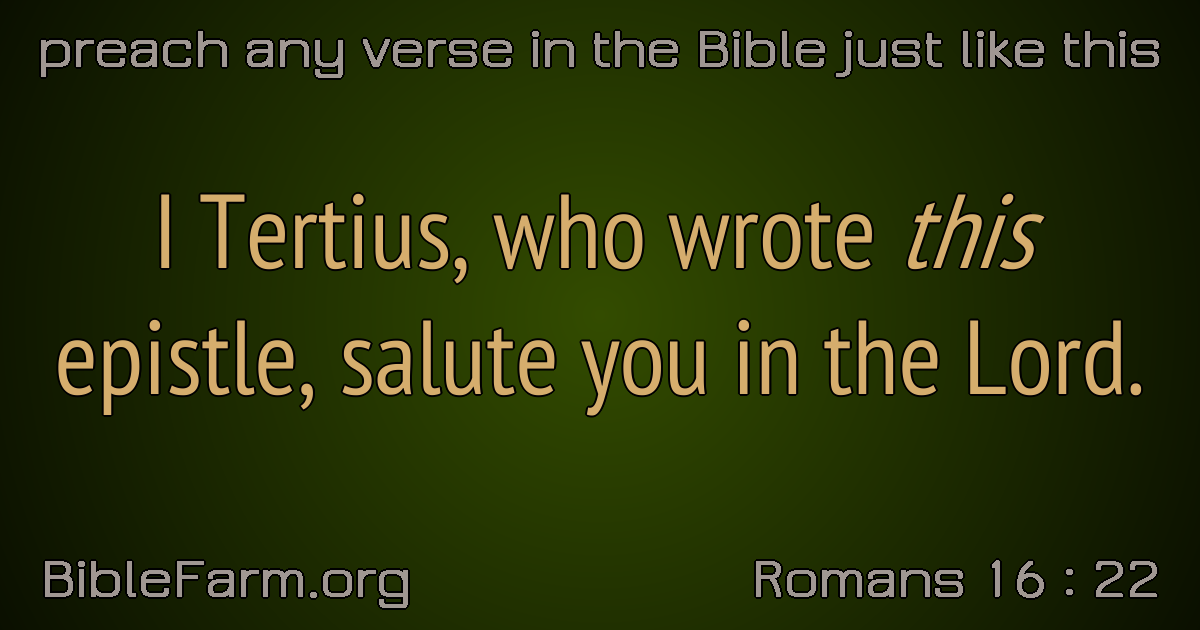 preach any verse in the Bible just like this
I Tertius, who wrote this
epistle, salute you in the Lord.
BibleFarm.org
Romans 16 : 22